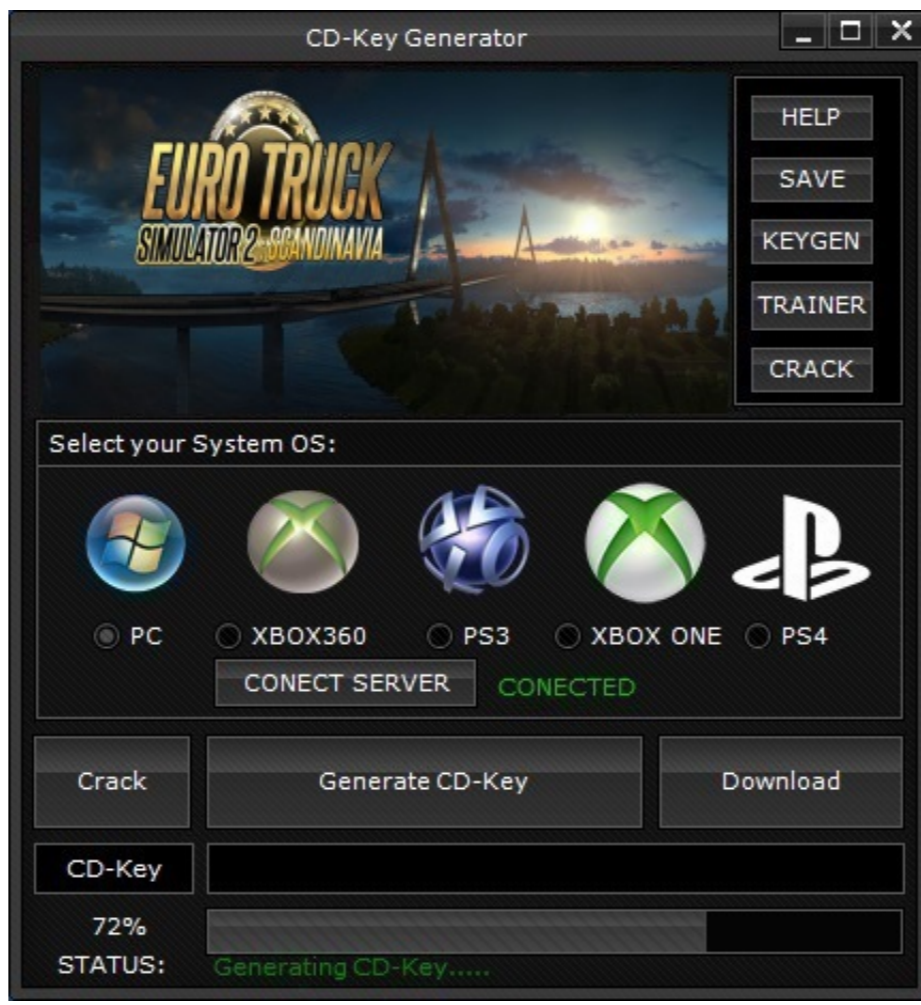 CD-Key Generator
HELP
EURO TRUCK
SIMULATOR 2 SCANDINAVIA
SAVE
KEYGEN
TRAINER
CRACK
Select your System OS:
PC XBOX360 PS3 XBOX ONE PS4
CONECT SERVER CONECTED
Crack Generate CD-Key Download
CD-Key
72%
STATUS: Generating CD-Key.....